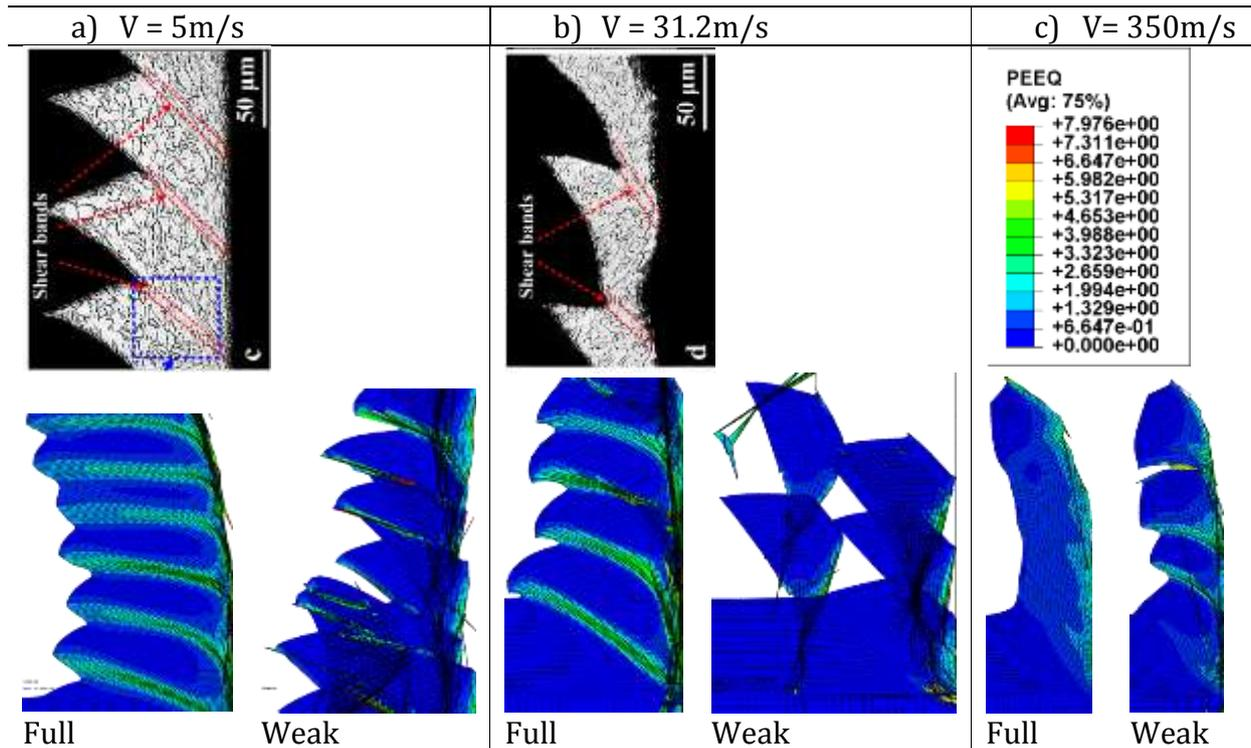 a) V = 5m/s
b) V = 31.2m/s
c) V= 350m/s
Shear bands
50 µm
c
Shear bands
50 µm
d
PEEQ
(Avg: 75%)
+7.976e+00
+7.311e+00
+6.647e+00
+5.982e+00
+5.317e+00
+4.653e+00
+3.988e+00
+3.323e+00
+2.659e+00
+1.994e+00
+1.329e+00
+6.647e-01
+0.000e+00
Full
Weak
Full
Weak
Full
Weak